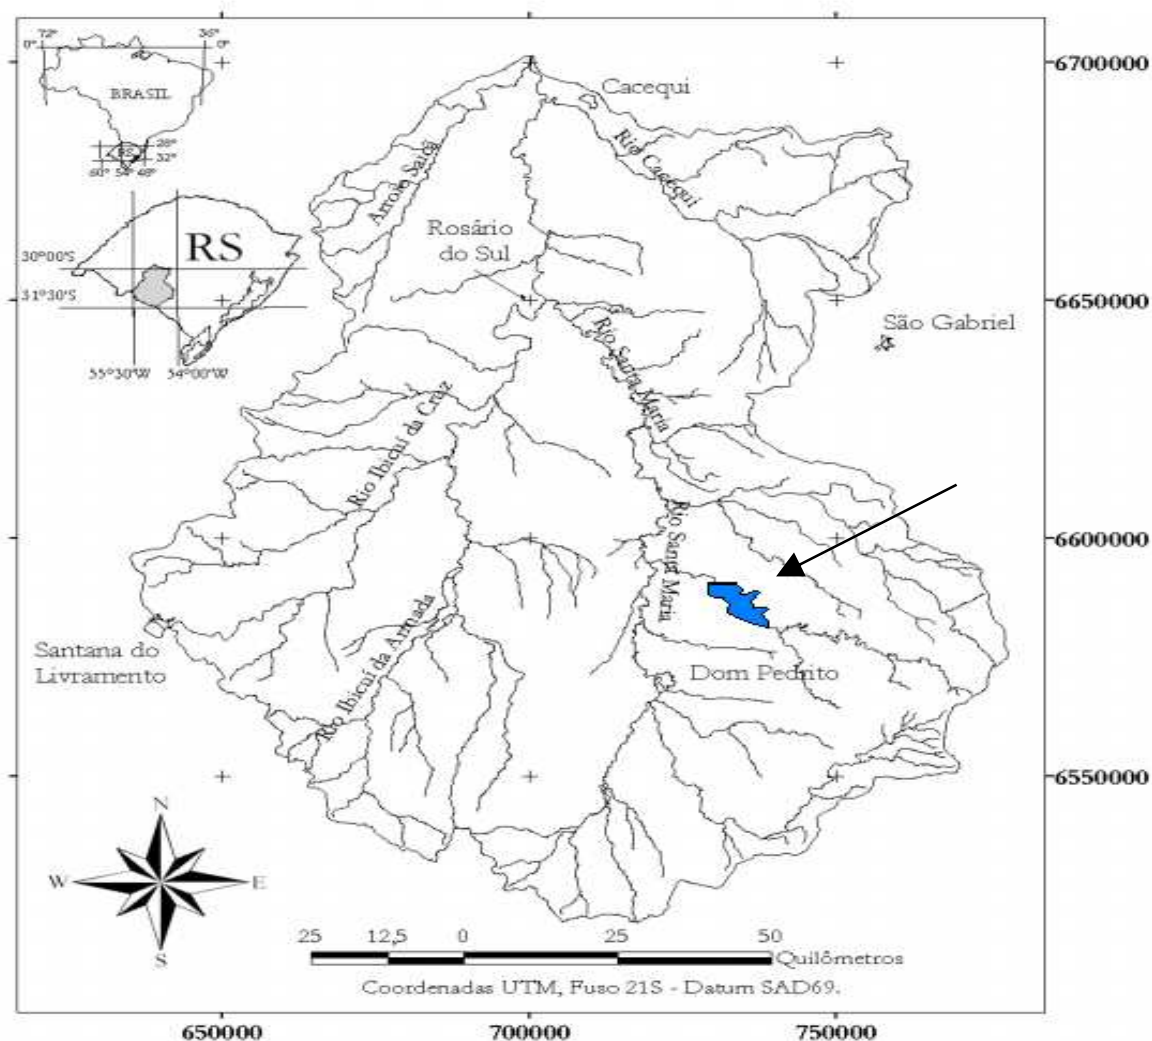 72° 36°
0° 0°
BRASIL
RS
28°
32°
60° 54° 48°
RS
30°00'S
31°30'S
55°30'W 54°00'W
Cacequi
Rio Cacequi
Arroio Saicã
Rosário
do Sul
São Gabriel
Rio Santa Maria
Rio Ibicuí da Cruz
Rio Santa Maria
Rio Ibicuí da Armada
Santana do
Livramento
Dom Pedrito
N
W E
S
25 12,5 0 25 50
Quilômetros
Coordenadas UTM, Fuso 21S - Datum SAD69.
6700000
6650000
6600000
6550000
650000 700000 750000